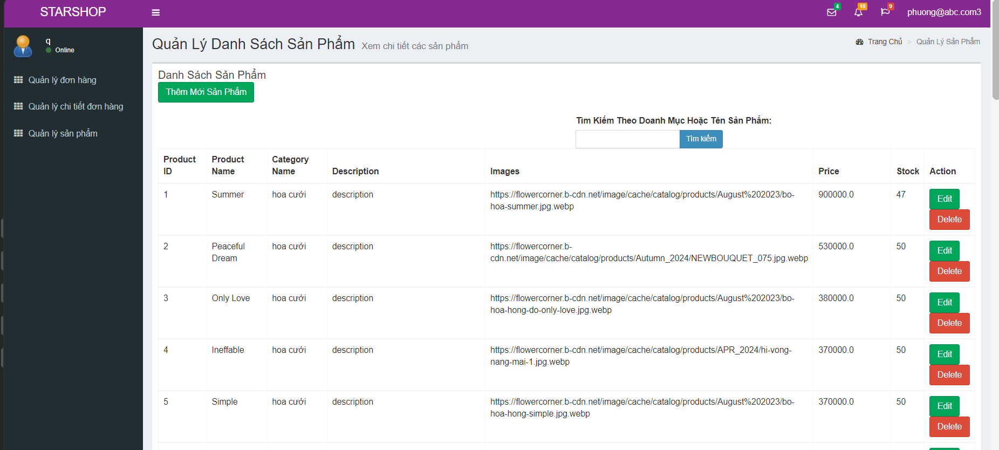 STARSHOP
4
10
9
phuong@abc.com3
q
Online
Quản lý đơn hàng
Quản lý chi tiết đơn hàng
Quản lý sản phẩm
Quản Lý Danh Sách Sản Phẩm Xem chi tiết các sản phẩm
Trang Chủ > Quản Lý Sản Phẩm
Danh Sách Sản Phẩm
Thêm Mới Sản Phẩm
Tìm Kiếm Theo Doanh Mục Hoặc Tên Sản Phẩm:
Tìm kiếm
Product ID
Product Name
Category Name
Description
Images
Price
Stock
Action
1
Summer
hoa cưới
description
https://flowercorner.b-cdn.net/image/cache/catalog/products/August%202023/bo-
hoa-summer.jpg.webp
900000.0
47
Edit
Delete
2
Peaceful
Dream
hoa cưới
description
https://flowercorner.b-
cdn.net/image/cache/catalog/products/Autumn_2024/NEWBOUQUET_075.jpg.webp
530000.0
50
Edit
Delete
3
Only Love
hoa cưới
description
https://flowercorner.b-cdn.net/image/cache/catalog/products/August%202023/bo-
hoa-hong-do-only-love.jpg.webp
380000.0
50
Edit
Delete
4
Ineffable
hoa cưới
description
https://flowercorner.b-cdn.net/image/cache/catalog/products/APR_2024/hi-vong-
nang-mai-1.jpg.webp
370000.0
50
Edit
Delete
5
Simple
hoa cưới
description
https://flowercorner.b-cdn.net/image/cache/catalog/products/August%202023/bo-
hoa-hong-simple.jpg.webp
370000.0
50
Edit
Delete